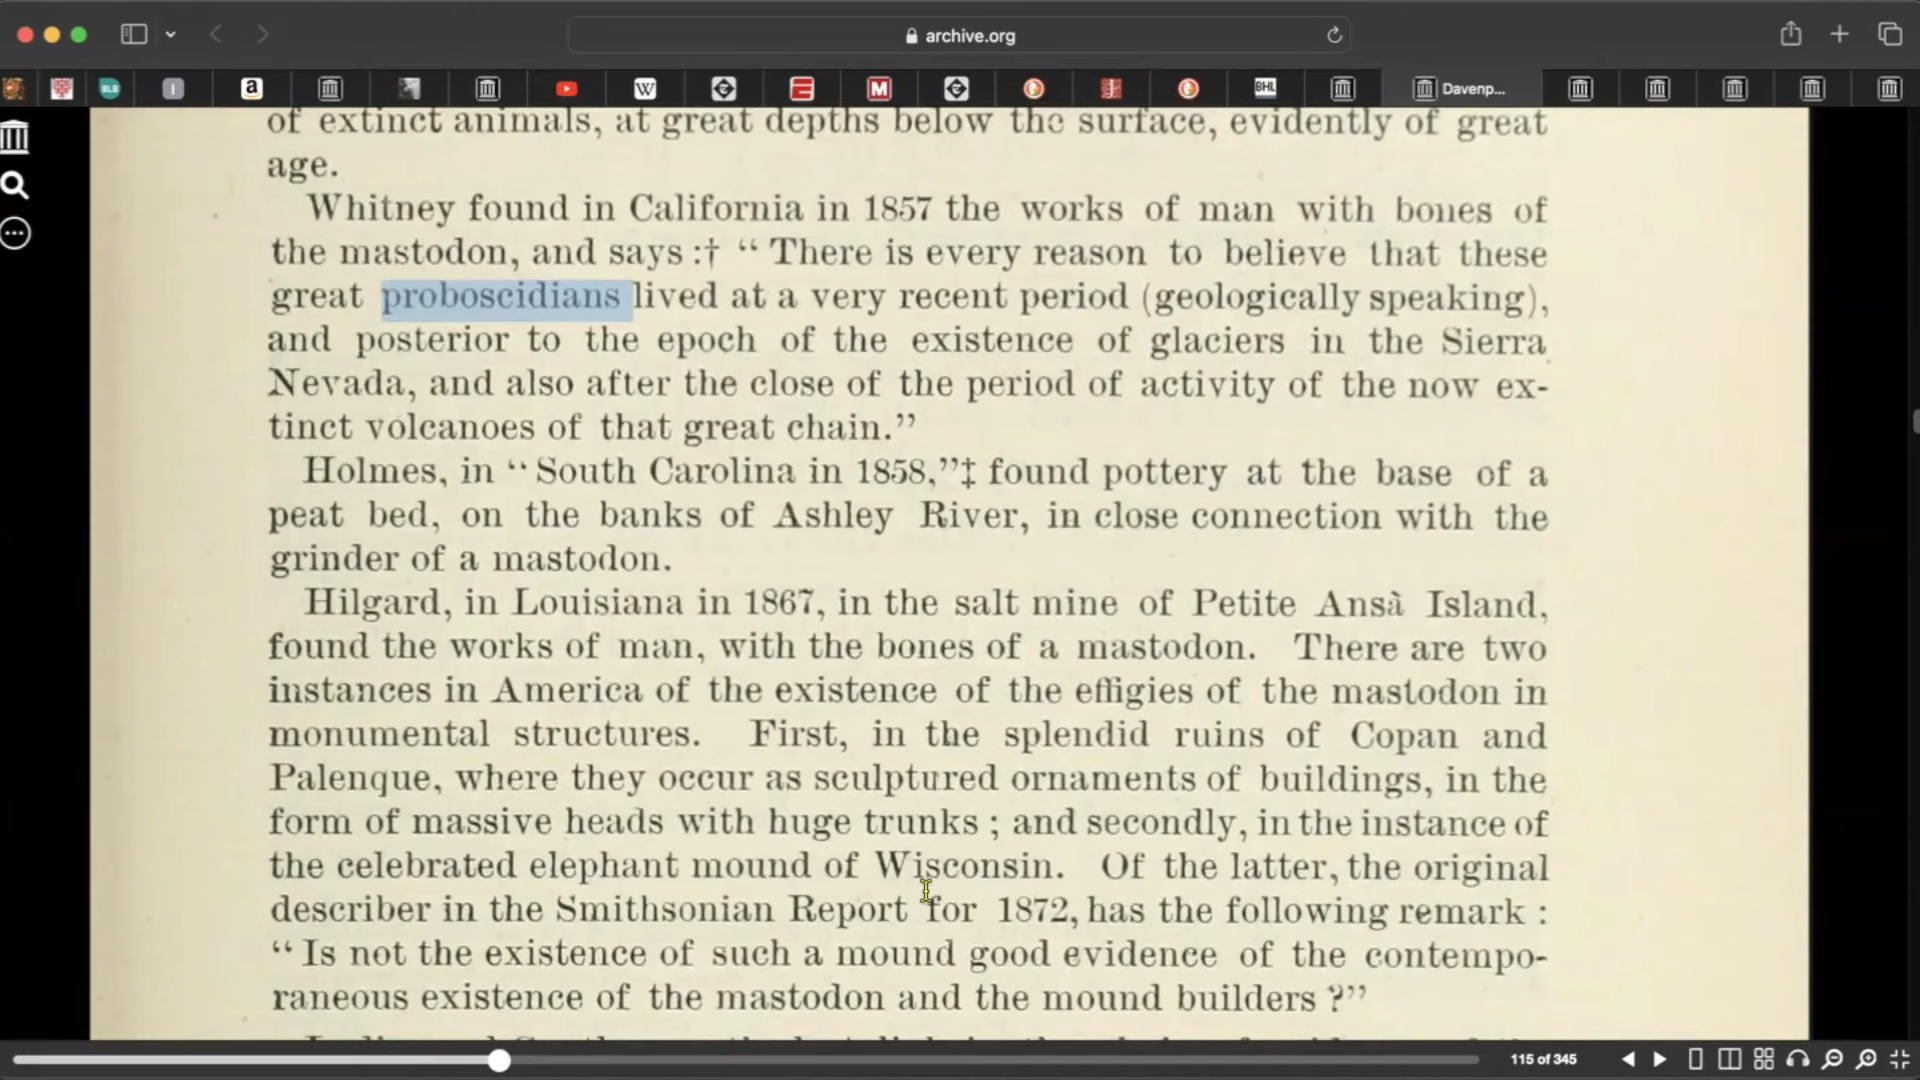 archive.org
BLB
BHL
Davenp...
of extinct animals, at great depths below the surface, evidently of great
age.
Whitney found in California in 1857 the works of man with bones of
the mastodon, and says :† “ There is every reason to believe that these
great proboscidians lived at a very recent period (geologically speaking),
and posterior to the epoch of the existence of glaciers in the Sierra
Nevada, and also after the close of the period of activity of the now ex-
tinct volcanoes of that great chain.”
Holmes, in “ South Carolina in 1858,”‡ found pottery at the base of a
peat bed, on the banks of Ashley River, in close connection with the
grinder of a mastodon.
Hilgard, in Louisiana in 1867, in the salt mine of Petite Ansà Island,
found the works of man, with the bones of a mastodon. There are two
instances in America of the existence of the effigies of the mastodon in
monumental structures. First, in the splendid ruins of Copan and
Palenque, where they occur as sculptured ornaments of buildings, in the
form of massive heads with huge trunks ; and secondly, in the instance of
the celebrated elephant mound of Wisconsin. Of the latter, the original
describer in the Smithsonian Report for 1872, has the following remark :
“ Is not the existence of such a mound good evidence of the contempo-
raneous existence of the mastodon and the mound builders ?”
115 of 345